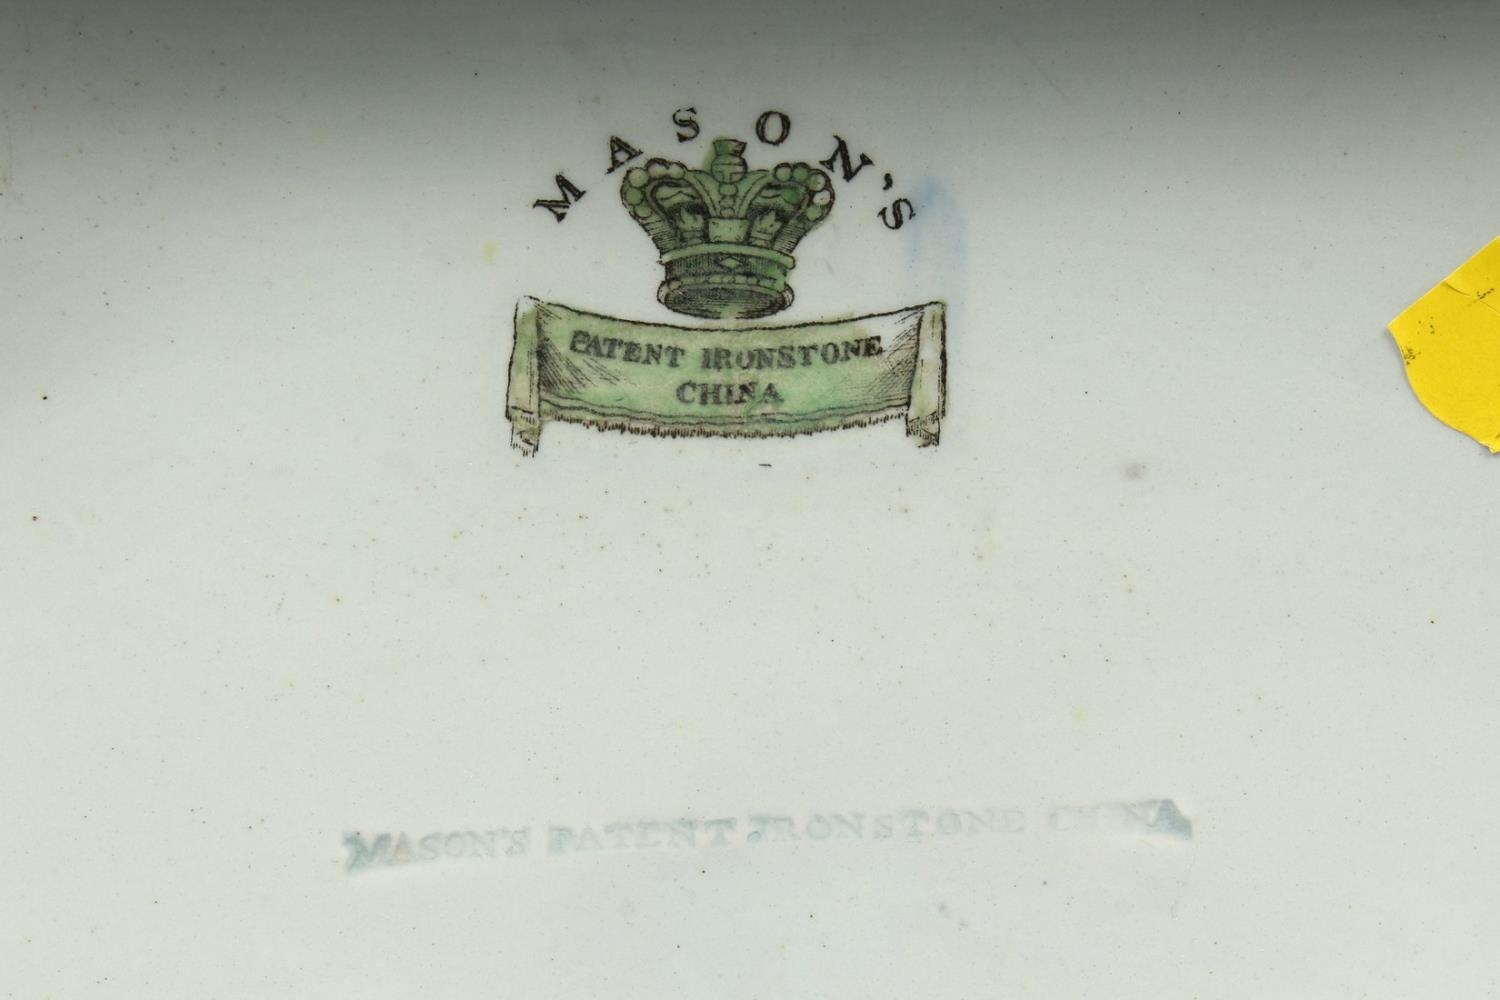 MASON'S
PATENT IRONSTONE
CHINA
MASON'S PATENT IRONSTONE CHINA